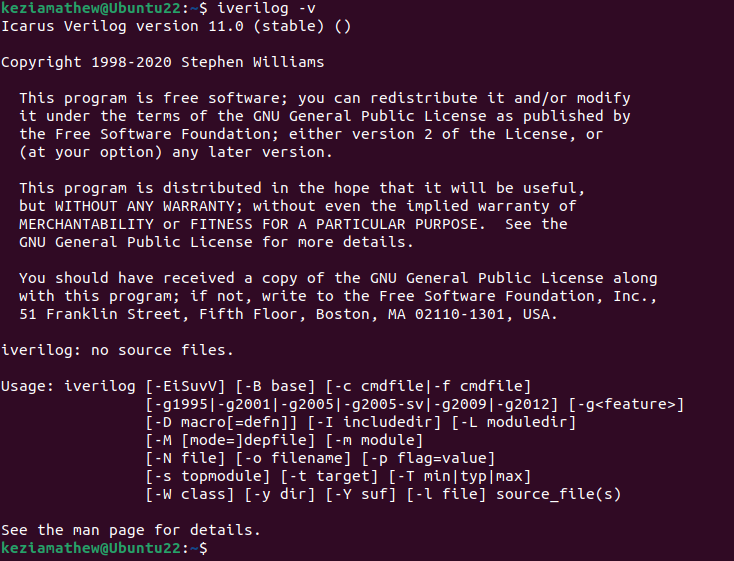 keziamathew@Ubuntu22:~$ iverilog -v
Icarus Verilog version 11.0 (stable) ()

Copyright 1998-2020 Stephen Williams

  This program is free software; you can redistribute it and/or modify
  it under the terms of the GNU General Public License as published by
  the Free Software Foundation; either version 2 of the License, or
  (at your option) any later version.

  This program is distributed in the hope that it will be useful,
  but WITHOUT ANY WARRANTY; without even the implied warranty of
  MERCHANTABILITY or FITNESS FOR A PARTICULAR PURPOSE.  See the
  GNU General Public License for more details.

  You should have received a copy of the GNU General Public License along
  with this program; if not, write to the Free Software Foundation, Inc.,
  51 Franklin Street, Fifth Floor, Boston, MA 02110-1301, USA.

iverilog: no source files.

Usage: iverilog [-EiSuvV] [-B base] [-c cmdfile|-f cmdfile]
                [-g1995|-g2001|-g2005|-g2005-sv|-g2009|-g2012] [-g<feature>]
                [-D macro[=defn]] [-I includedir] [-L moduledir]
                [-M [mode=]depfile] [-m module]
                [-N file] [-o filename] [-p flag=value]
                [-s topmodule] [-t target] [-T min|typ|max]
                [-W class] [-y dir] [-Y suf] [-l file] source_file(s)

See the man page for details.
keziamathew@Ubuntu22:~$